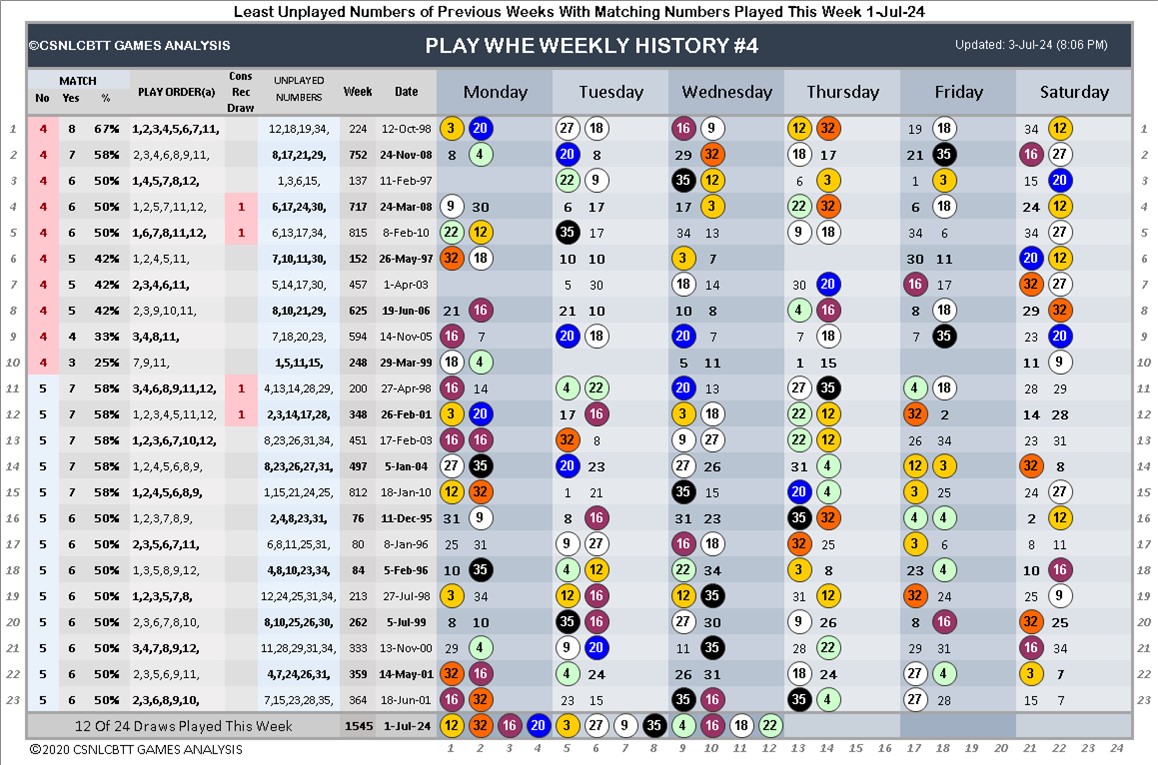 Least Unplayed Numbers of Previous Weeks With Matching Numbers Played This Week 1-Jul-24
©CSNLCBTT GAMES ANALYSIS PLAY WHE WEEKLY HISTORY #4 Updated: 3-Jul-24 (8:06 PM)
MATCH No Yes % PLAY ORDER(a) Cons Rec Draw UNPLAYED NUMBERS Week Date Monday Tuesday Wednesday Thursday Friday Saturday
1 4 8 67% 1,2,3,4,5,6,7,11, 12,18,19,34, 224 12-Oct-98 3 20 27 18 16 9 12 32 19 18 34 12 1
2 4 7 58% 2,3,4,6,8,9,11, 8,17,21,29, 752 24-Nov-08 8 4 20 8 29 32 18 17 21 35 16 27 2
3 4 6 50% 1,4,5,7,8,12, 1,3,6,15, 137 11-Feb-97 22 9 35 12 6 3 1 3 15 20 3
4 4 6 50% 1,2,5,7,11,12, 1 6,17,24,30, 717 24-Mar-08 9 30 6 17 17 3 22 32 6 18 24 12 4
5 4 6 50% 1,6,7,8,11,12, 1 6,13,17,34, 815 8-Feb-10 22 12 35 17 34 13 9 18 34 6 34 27 5
6 4 5 42% 1,2,4,5,11, 7,10,11,30, 152 26-May-97 32 18 10 10 3 7 30 11 20 12 6
7 4 5 42% 2,3,4,6,11, 5,14,17,30, 457 1-Apr-03 5 30 18 14 30 20 16 17 32 27 7
8 4 5 42% 2,3,9,10,11, 8,10,21,29, 625 19-Jun-06 21 16 21 10 10 8 4 16 8 18 29 32 8
9 4 4 33% 3,4,8,11, 7,18,20,23, 594 14-Nov-05 16 7 20 18 20 7 7 18 7 35 23 20 9
10 4 3 25% 7,9,11, 1,5,11,15, 248 29-Mar-99 18 4 5 11 1 15 11 9 10
11 5 7 58% 3,4,6,8,9,11,12, 1 4,13,14,28,29, 200 27-Apr-98 16 14 4 22 20 13 27 35 4 18 28 29 11
12 5 7 58% 1,2,3,4,5,11,12, 1 2,3,14,17,28, 348 26-Feb-01 3 20 17 16 3 18 22 12 32 2 14 28 12
13 5 7 58% 1,2,3,6,7,10,12, 8,23,26,31,34, 451 17-Feb-03 16 16 32 8 9 27 22 12 26 34 23 31 13
14 5 7 58% 1,2,4,5,6,8,9, 8,23,26,27,31, 497 5-Jan-04 27 35 20 23 27 26 31 4 12 3 32 8 14
15 5 7 58% 1,2,4,5,6,8,9, 1,15,21,24,25, 812 18-Jan-10 12 32 1 21 35 15 20 4 3 25 24 27 15
16 5 6 50% 1,2,3,7,8,9, 2,4,8,23,31, 76 11-Dec-95 31 9 8 16 31 23 35 32 4 4 2 12 16
17 5 6 50% 2,3,5,6,7,11, 6,8,11,25,31, 80 8-Jan-96 25 31 9 27 16 18 32 25 3 6 8 11 17
18 5 6 50% 1,3,5,8,9,12, 4,8,10,23,34, 84 5-Feb-96 10 35 4 12 22 34 3 8 23 4 10 16 18
19 5 6 50% 1,2,3,5,7,8, 12,24,25,31,34, 213 27-Jul-98 3 34 12 16 12 35 31 12 32 24 25 9 19
20 5 6 50% 2,3,6,7,8,10, 8,10,25,26,30, 262 5-Jul-99 8 10 35 16 27 30 9 26 8 16 32 25 20
21 5 6 50% 3,4,7,8,9,12, 11,28,29,31,34, 333 13-Nov-00 29 4 9 20 11 35 28 22 29 31 16 34 21
22 5 6 50% 2,3,5,6,9,11, 4,7,24,26,31, 359 14-May-01 32 16 4 24 26 31 18 24 27 4 3 7 22
23 5 6 50% 2,3,6,8,9,10, 7,15,23,28,35, 364 18-Jun-01 16 32 23 15 35 16 35 4 27 28 15 7 23
12 Of 24 Draws Played This Week 1545 1-Jul-24 12 32 16 20 3 27 9 35 4 16 18 22
©2020 CSNLCBTT GAMES ANALYSIS 1 2 3 4 5 6 7 8 9 10 11 12 13 14 15 16 17 18 19 20 21 22 23 24